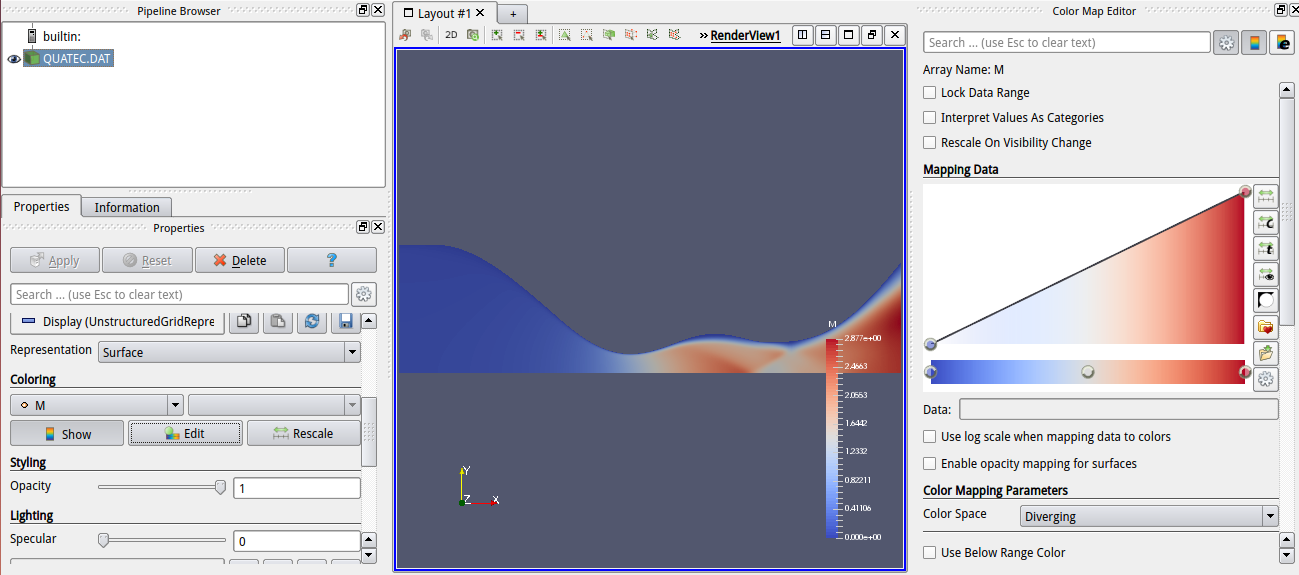 Pipeline Browser
builtin:
QUATEC.DAT
Properties
Information
Properties
Apply
Reset
Delete
?
Search ... (use Esc to clear text)
Display (UnstructuredGridRepre
Representation
Surface
Coloring
M
Show
Edit
Rescale
Styling
Opacity
1
Lighting
Specular
0
Layout #1
+
2D
» RenderView1
M
2.877e+00
2.4663
2.0553
1.6442
1.2332
0.82211
0.41106
0.000e+00
Y
Z
X
Color Map Editor
Search ... (use Esc to clear text)
e
Array Name: M
Lock Data Range
Interpret Values As Categories
Rescale On Visibility Change
Mapping Data
C
t
Data:
Use log scale when mapping data to colors
Enable opacity mapping for surfaces
Color Mapping Parameters
Color Space
Diverging
Use Below Range Color